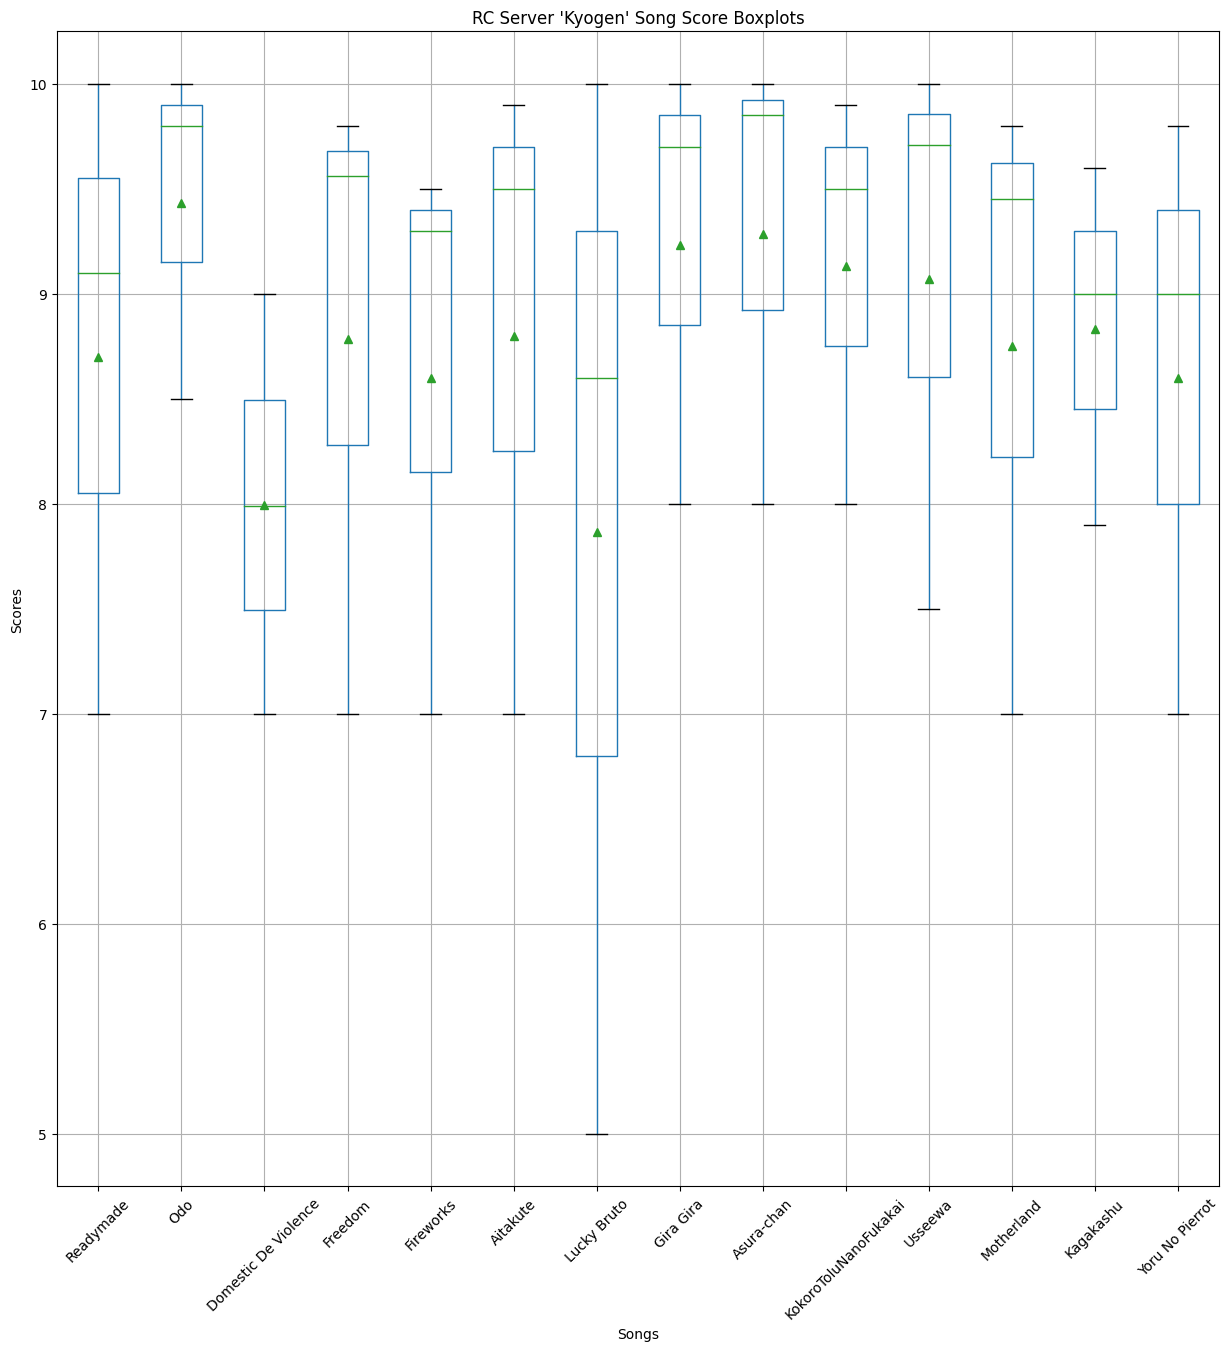 RC Server 'Kyogen' Song Score Boxplots
10
9
8
7
6
5
Scores
Readymade
Odo
Domestic De Violence
Freedom
Fireworks
Aitakute
Lucky Bruto
Gira Gira
Asura-chan
KokoroToluNanoFukakai
Usseewa
Motherland
Kagakashu
Yoru No Pierrot
Songs